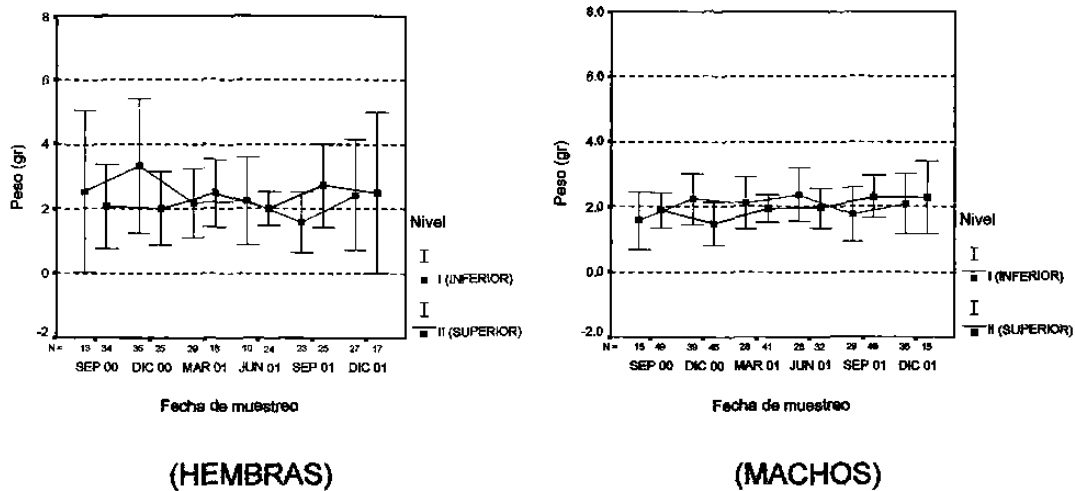 8
6
4
2
0
-2
Peso (gr)
N = 13 34 36 35 29 18 10 24 23 25 27 17
SEP 00 DIC 00 MAR 01 JUN 01 SEP 01 DIC 01
Fecha de muestreo
Nivel
I (INFERIOR)
II (SUPERIOR)
(HEMBRAS)
8.0
6.0
4.0
2.0
0.0
-2.0
Peso (gr)
N = 15 49 39 45 28 41 28 32 29 46 36 15
SEP 00 DIC 00 MAR 01 JUN 01 SEP 01 DIC 01
Fecha de muestreo
Nivel
I (INFERIOR)
II (SUPERIOR)
(MACHOS)